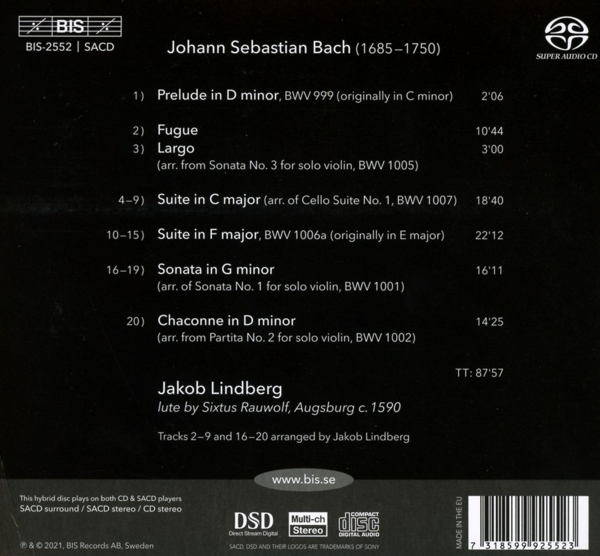 BIS
BIS-2552 | SACD
Johann Sebastian Bach (1685–1750)
SUPER AUDIO CD
1) Prelude in D minor, BWV 999 (originally in C minor) 2'06
2) Fugue 10'44
3) Largo 3'00
(arr. from Sonata No. 3 for solo violin, BWV 1005)
4–9) Suite in C major (arr. of Cello Suite No. 1, BWV 1007) 18'40
10–15) Suite in F major, BWV 1006a (originally in E major) 22'12
16–19) Sonata in G minor 16'11
(arr. of Sonata No. 1 for solo violin, BWV 1001)
20) Chaconne in D minor 14'25
(arr. from Partita No. 2 for solo violin, BWV 1002)
TT: 87'57
Jakob Lindberg
lute by Sixtus Rauwolf, Augsburg c. 1590
Tracks 2–9 and 16–20 arranged by Jakob Lindberg
www.bis.se
This hybrid disc plays on both CD & SACD players
SACD surround / SACD stereo / CD stereo
DSD
Direct Stream Digital
Multi-ch
Stereo
COMPACT
disc
DIGITAL AUDIO
℗ & © 2021, BIS Records AB, Sweden
SACD, DSD AND THEIR LOGOS ARE TRADEMARKS OF SONY
MADE IN THE EU
7 318599 925523